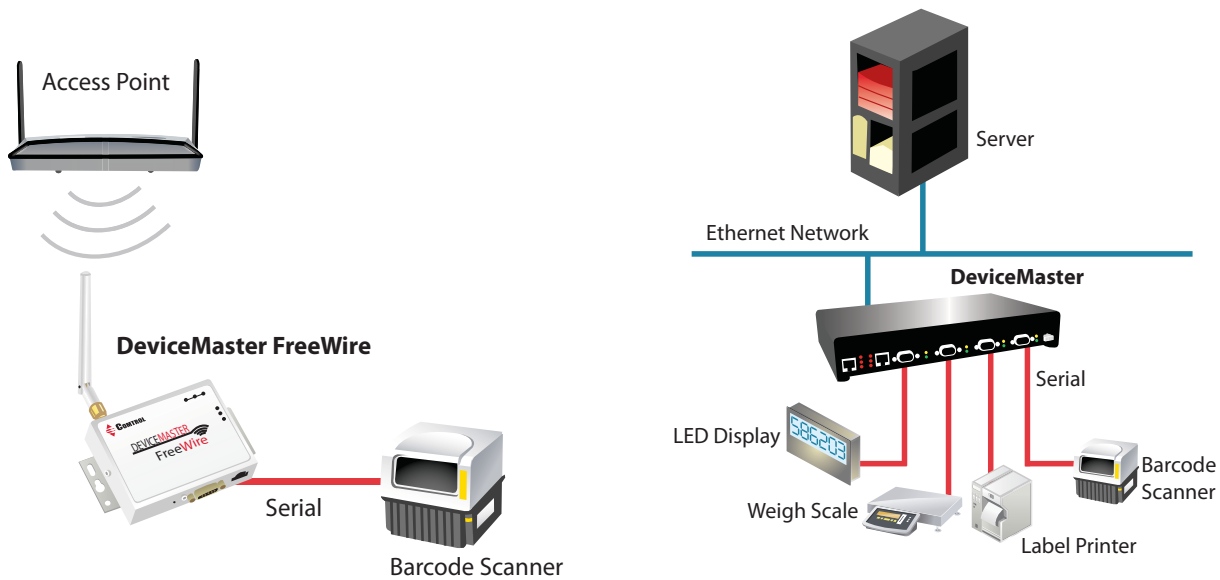 Access Point
DeviceMaster FreeWire
COMTROL
DEVICEMASTER
FreeWire
Serial
Barcode Scanner
Server
Ethernet Network
DeviceMaster
Serial
LED Display
586203
Weigh Scale
Label Printer
Barcode
Scanner